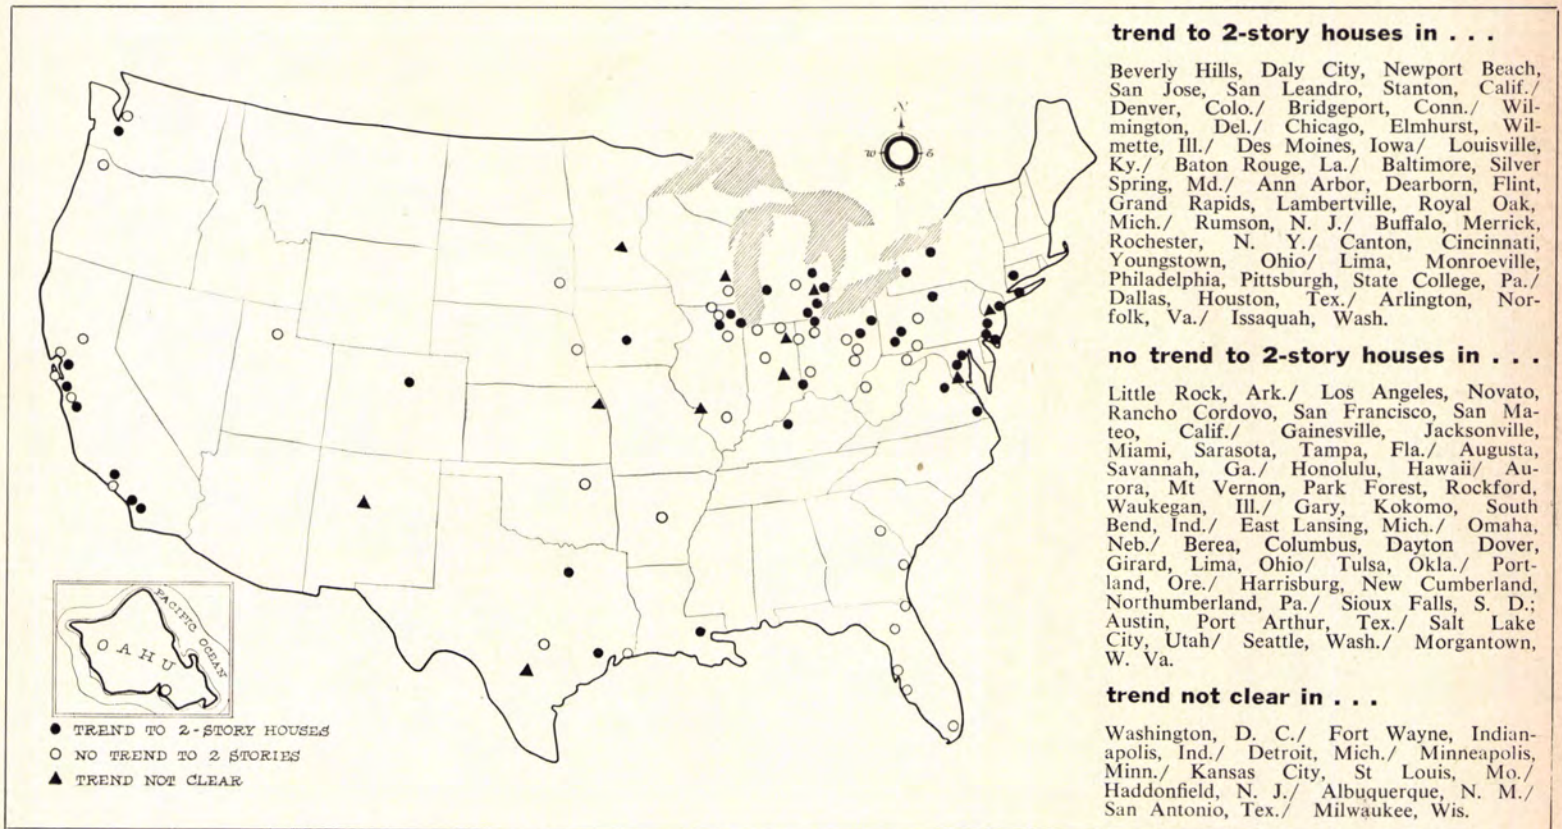 N
W
E
S
PACIFIC OCEAN
OAHU
TREND TO 2-STORY HOUSES
NO TREND TO 2 STORIES
TREND NOT CLEAR
trend to 2-story houses in . . .
Beverly Hills, Daly City, Newport Beach,
San Jose, San Leandro, Stanton, Calif./
Denver, Colo./ Bridgeport, Conn./ Wil-
mington, Del./ Chicago, Elmhurst, Wil-
mette, Ill./ Des Moines, Iowa/ Louisville,
Ky./ Baton Rouge, La./ Baltimore, Silver
Spring, Md./ Ann Arbor, Dearborn, Flint,
Grand Rapids, Lambertville, Royal Oak,
Mich./ Rumson, N. J./ Buffalo, Merrick,
Rochester, N. Y./ Canton, Cincinnati,
Youngstown, Ohio/ Lima, Monroeville,
Philadelphia, Pittsburgh, State College, Pa./
Dallas, Houston, Tex./ Arlington, Nor-
folk, Va./ Issaquah, Wash.
no trend to 2-story houses in . . .
Little Rock, Ark./ Los Angeles, Novato,
Rancho Cordovo, San Francisco, San Ma-
teo, Calif./ Gainesville, Jacksonville,
Miami, Sarasota, Tampa, Fla./ Augusta,
Savannah, Ga./ Honolulu, Hawaii/ Au-
rora, Mt Vernon, Park Forest, Rockford,
Waukegan, Ill./ Gary, Kokomo, South
Bend, Ind./ East Lansing, Mich./ Omaha,
Neb./ Berea, Columbus, Dayton Dover,
Girard, Lima, Ohio/ Tulsa, Okla./ Port-
land, Ore./ Harrisburg, New Cumberland,
Northumberland, Pa./ Sioux Falls, S. D.;
Austin, Port Arthur, Tex./ Salt Lake
City, Utah/ Seattle, Wash./ Morgantown,
W. Va.
trend not clear in . . .
Washington, D. C./ Fort Wayne, Indian-
apolis, Ind./ Detroit, Mich./ Minneapolis,
Minn./ Kansas City, St Louis, Mo./
Haddonfield, N. J./ Albuquerque, N. M./
San Antonio, Tex./ Milwaukee, Wis.